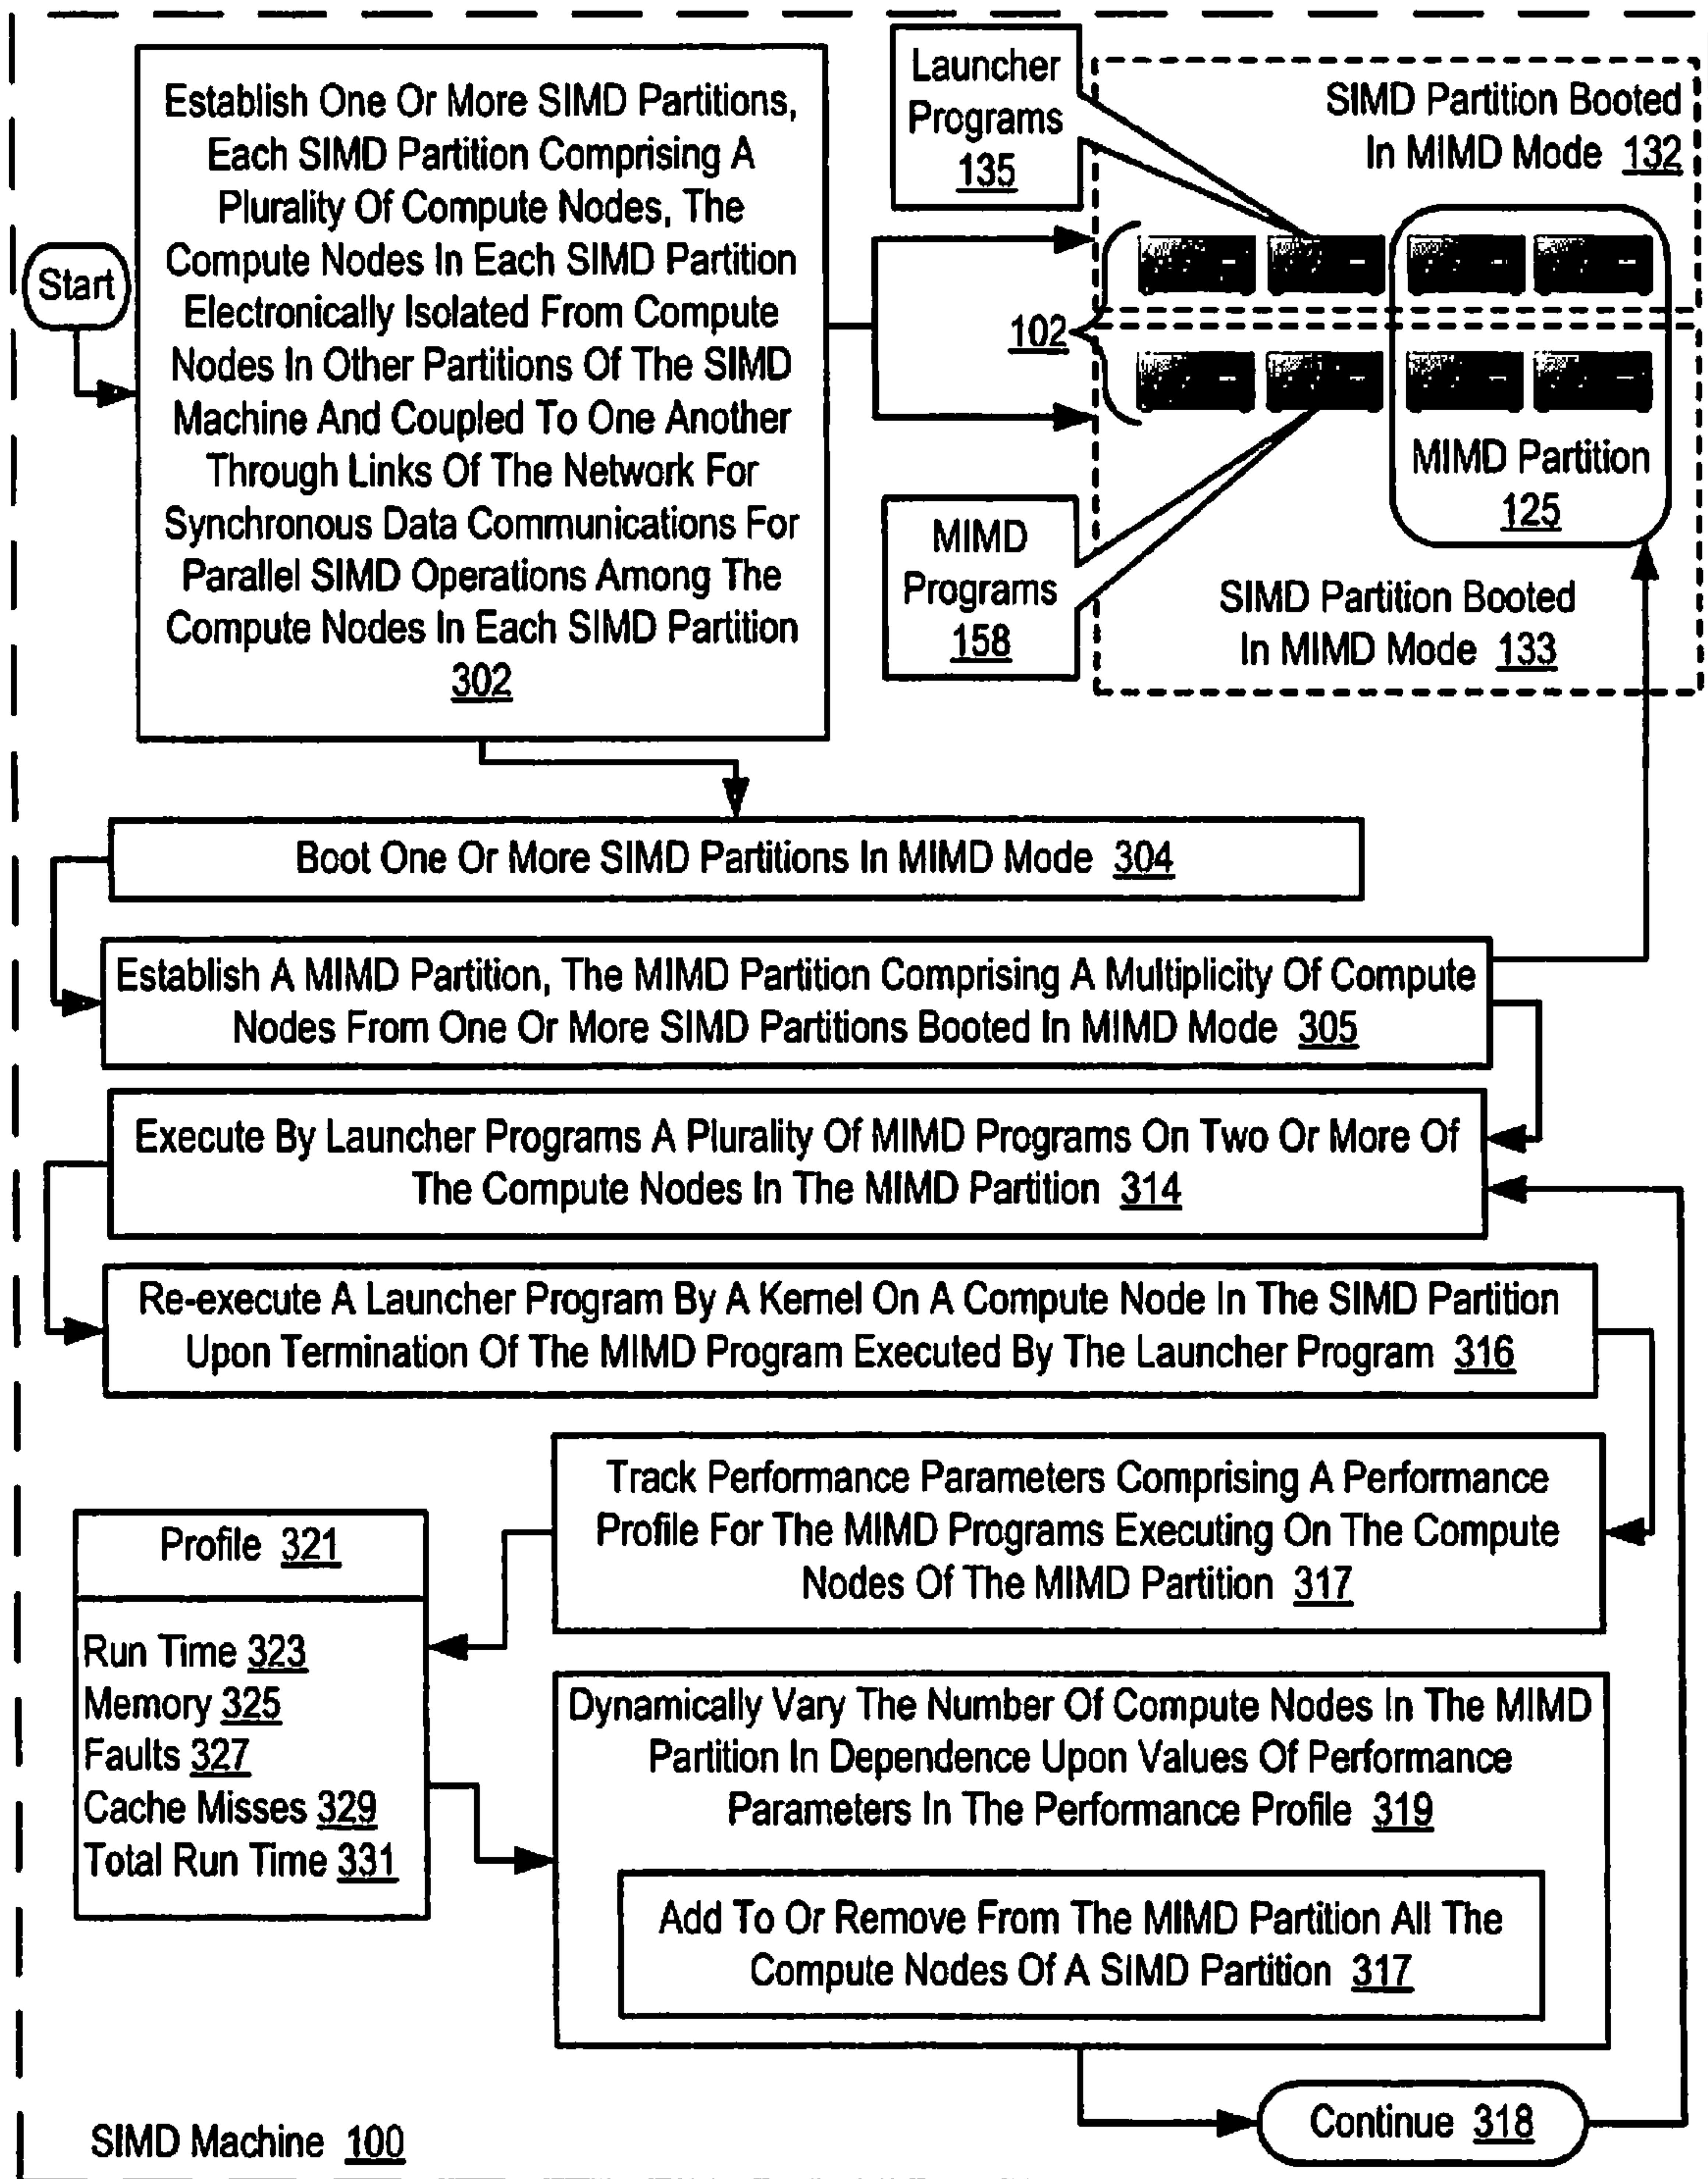 Start
Establish One Or More SIMD Partitions,
Each SIMD Partition Comprising A
Plurality Of Compute Nodes, The
Compute Nodes In Each SIMD Partition
Electronically Isolated From Compute
Nodes In Other Partitions Of The SIMD
Machine And Coupled To One Another
Through Links Of The Network For
Synchronous Data Communications For
Parallel SIMD Operations Among The
Compute Nodes In Each SIMD Partition
302
Launcher
Programs
135
SIMD Partition Booted
In MIMD Mode 132
102
MIMD Partition
125
MIMD
Programs
158
SIMD Partition Booted
In MIMD Mode 133
Boot One Or More SIMD Partitions In MIMD Mode 304
Establish A MIMD Partition, The MIMD Partition Comprising A Multiplicity Of Compute
Nodes From One Or More SIMD Partitions Booted In MIMD Mode 305
Execute By Launcher Programs A Plurality Of MIMD Programs On Two Or More Of
The Compute Nodes In The MIMD Partition 314
Re-execute A Launcher Program By A Kernel On A Compute Node In The SIMD Partition
Upon Termination Of The MIMD Program Executed By The Launcher Program 316
Track Performance Parameters Comprising A Performance
Profile For The MIMD Programs Executing On The Compute
Nodes Of The MIMD Partition 317
Profile 321
Run Time 323
Memory 325
Faults 327
Cache Misses 329
Total Run Time 331
Dynamically Vary The Number Of Compute Nodes In The MIMD
Partition In Dependence Upon Values Of Performance
Parameters In The Performance Profile 319
Add To Or Remove From The MIMD Partition All The
Compute Nodes Of A SIMD Partition 317
Continue 318
SIMD Machine 100